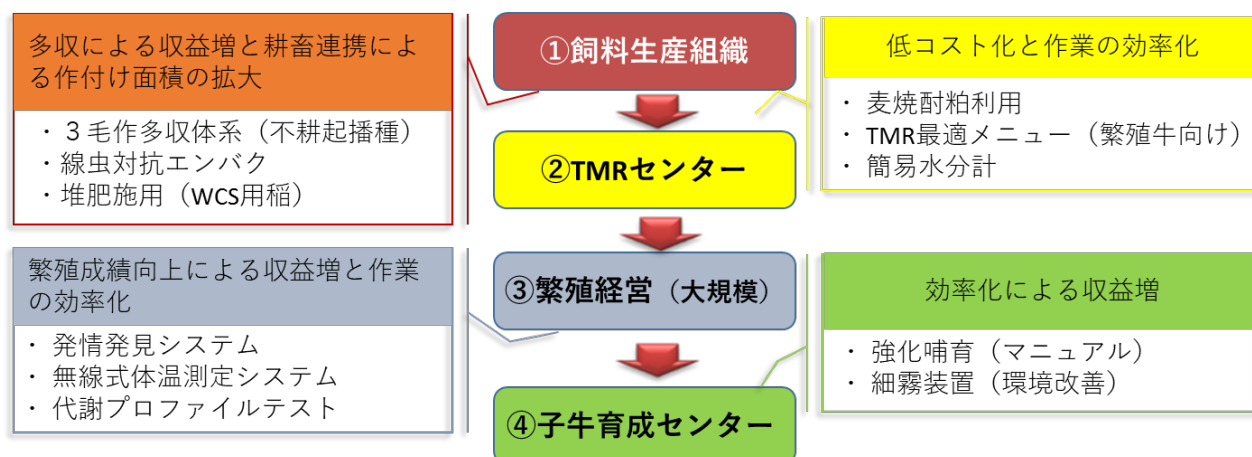 多収による収益増と耕畜連携によ
る作付け面積の拡大
・３毛作多収体系（不耕起播種）
・線虫対抗エンバク
・堆肥施用（WCS用稲）
①飼料生産組織
低コスト化と作業の効率化
・麦焼酎粕利用
・TMR最適メニュー（繁殖牛向け）
・簡易水分計
②TMRセンター
繁殖成績向上による収益増と作業
の効率化
・発情発見システム
・無線式体温測定システム
・代謝プロファイルテスト
③繁殖経営（大規模）
効率化による収益増
・強化哺育（マニュアル）
・細霧装置（環境改善）
④子牛育成センター